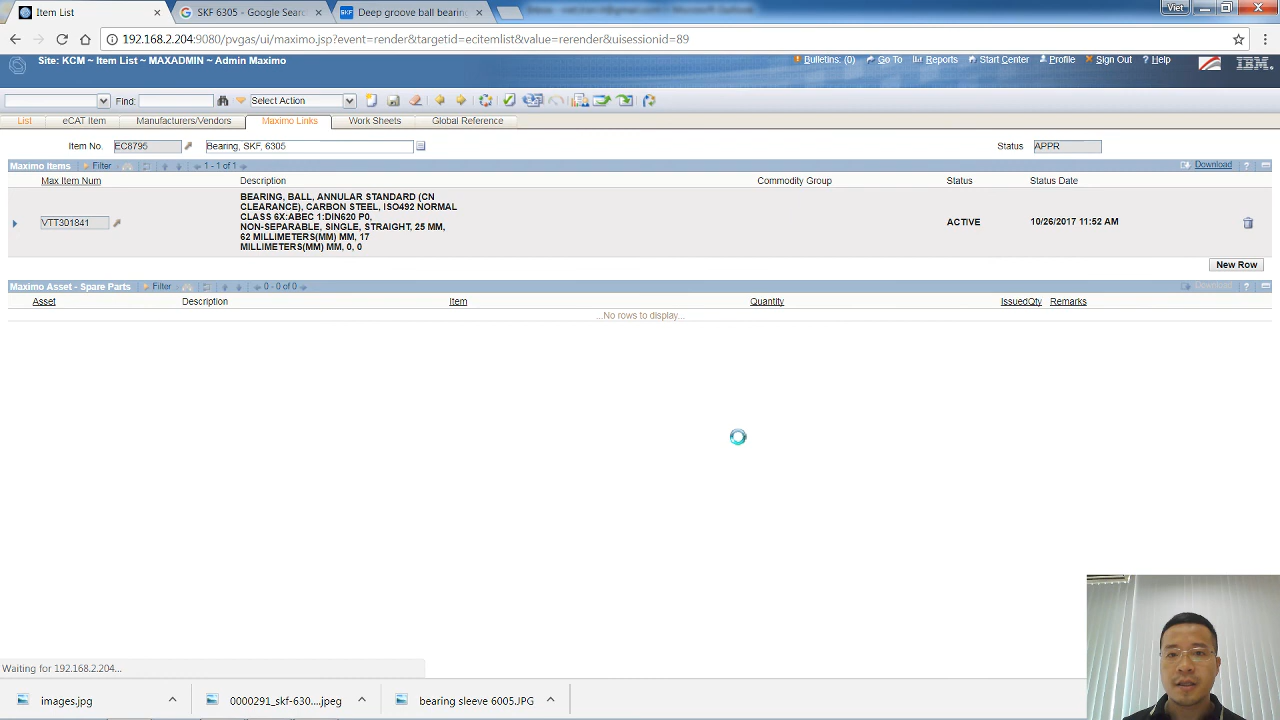 Item List
SKF 6305 - Google Searc
Deep groove ball bearing
Viet
192.168.2.204:9080/pvgas/ui/maximo.jsp?event=render&targetid=ecitemlist&value=rerender&uisessionid=89
Site: KCM ~ Item List ~ MAXADMIN ~ Admin Maximo
Bulletins: (0) Go To Reports Start Center Profile Sign Out Help IBM
Find: Select Action
List eCAT Item Manufacturers/Vendors Maximo Links Work Sheets Global Reference
Item No. EC8795 Bearing, SKF, 6305 Status APPR
Maximo Items Filter 1 - 1 of 1 Download
Max Item Num Description Commodity Group Status Status Date
VTT301841
BEARING, BALL, ANNULAR STANDARD (CN
CLEARANCE), CARBON STEEL, ISO492 NORMAL
CLASS 6X:ABEC 1:DIN620 P0,
NON-SEPARABLE, SINGLE, STRAIGHT, 25 MM,
62 MILLIMETERS(MM) MM, 17
MILLIMETERS(MM) MM, 0, 0
ACTIVE 10/26/2017 11:52 AM
New Row
Maximo Asset - Spare Parts Filter 0 - 0 of 0 Download
Asset Description Item Quantity IssuedQty Remarks
...No rows to display...
Waiting for 192.168.2.204...
images.jpg 0000291_skf-630....jpeg bearing sleeve 6005.JPG